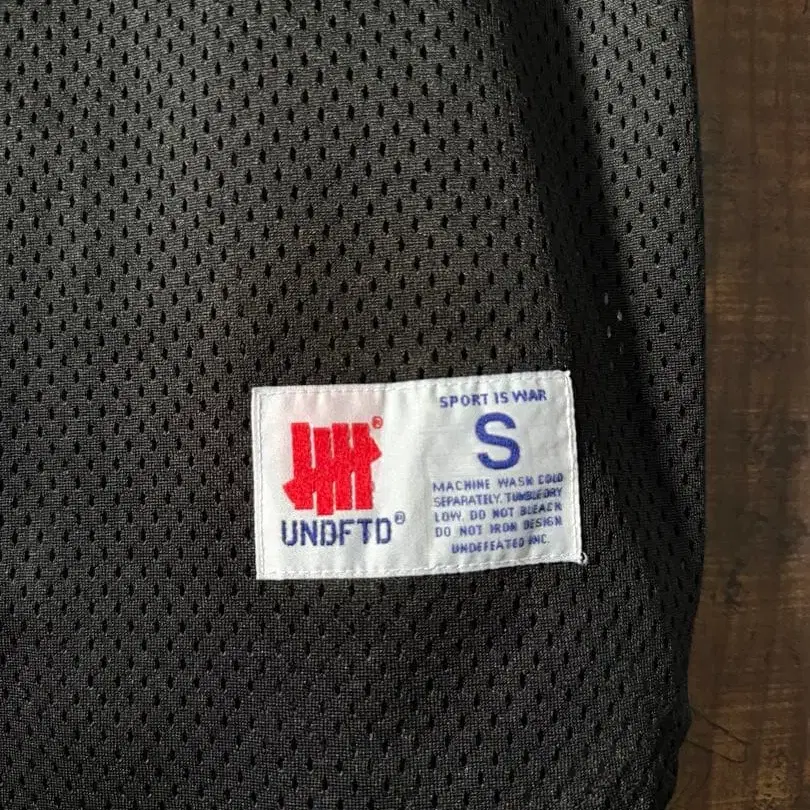 UNDFTD®
SPORT IS WAR
S
MACHINE WASH COLD
SEPARATELY. TUMBLE DRY
LOW. DO NOT BLEACH
DO NOT IRON DESIGN
UNDEFEATED INC.